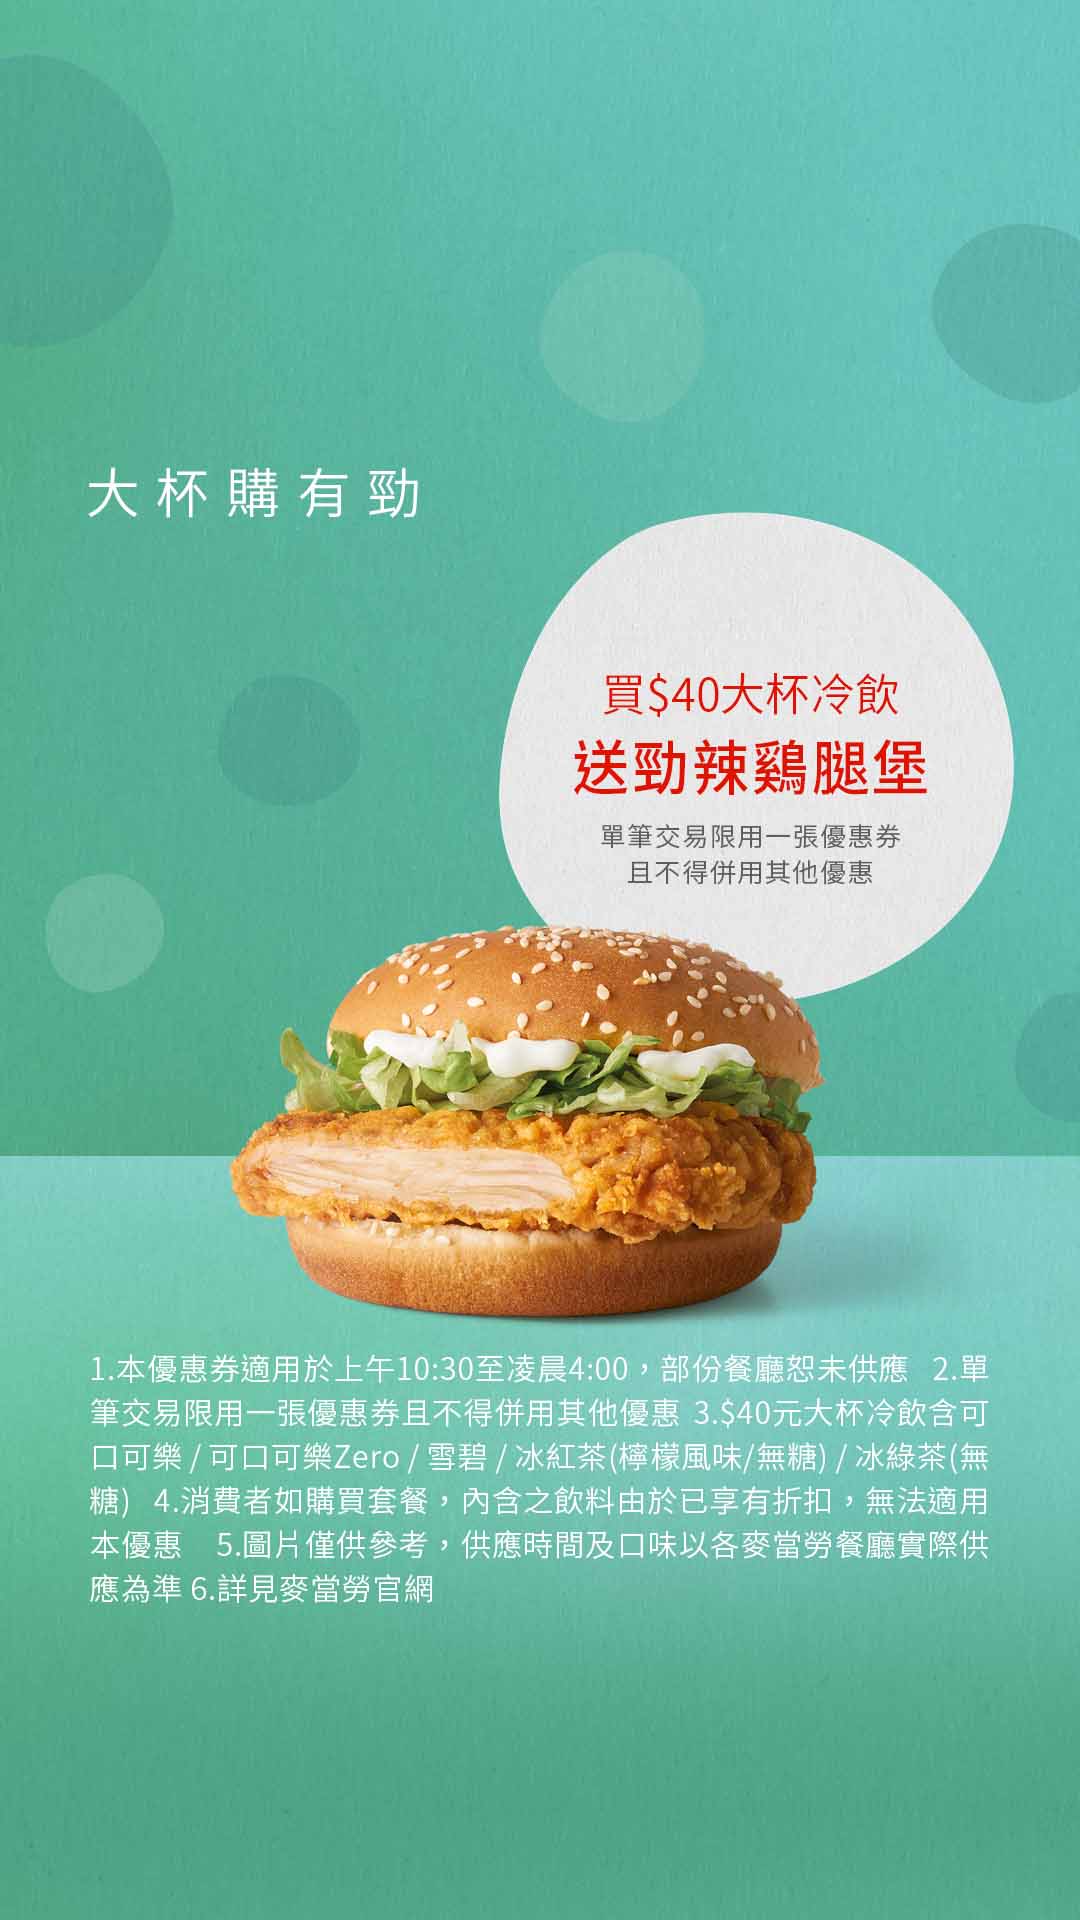 大杯購有勁
買$40大杯冷飲
送勁辣鷄腿堡
單筆交易限用一張優惠券
且不得併用其他優惠
1.本優惠券適用於上午10:30至凌晨4:00，部份餐廳恕未供應 2.單
筆交易限用一張優惠券且不得併用其他優惠 3.$40元大杯冷飲含可
口可樂 / 可口可樂Zero / 雪碧 / 冰紅茶(檸檬風味/無糖) / 冰綠茶(無
糖) 4.消費者如購買套餐，內含之飲料由於已享有折扣，無法適用
本優惠 5.圖片僅供參考，供應時間及口味以各麥當勞餐廳實際供
應為準 6.詳見麥當勞官網